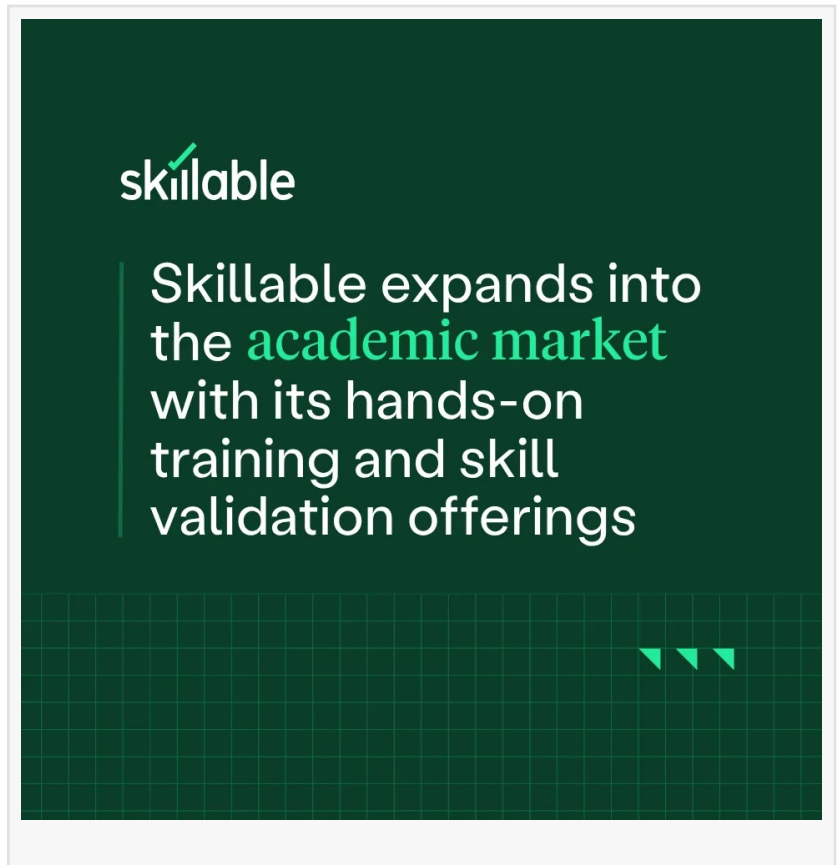 skillable
Skillable expands into
the academic market
with its hands-on
training and skill
validation offerings